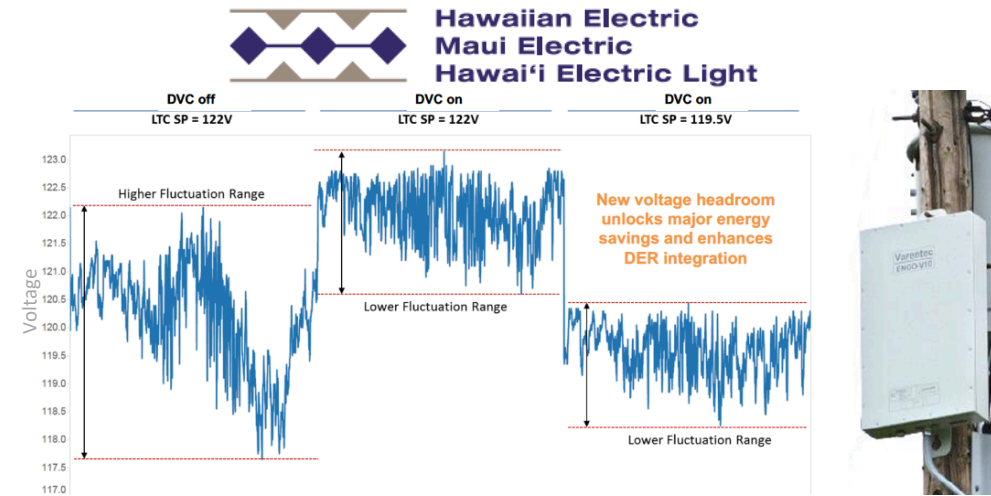 Hawaiian Electric
Maui Electric
Hawaiʻi Electric Light
DVC off
LTC SP = 122V
DVC on
LTC SP = 122V
DVC on
LTC SP = 119.5V
Voltage
123.0
122.5
122.0
121.5
121.0
120.5
120.0
119.5
119.0
118.5
118.0
117.5
117.0
Higher Fluctuation Range
Lower Fluctuation Range
New voltage headroom
unlocks major energy
savings and enhances
DER integration
Lower Fluctuation Range
Varentec
ENGO-V10